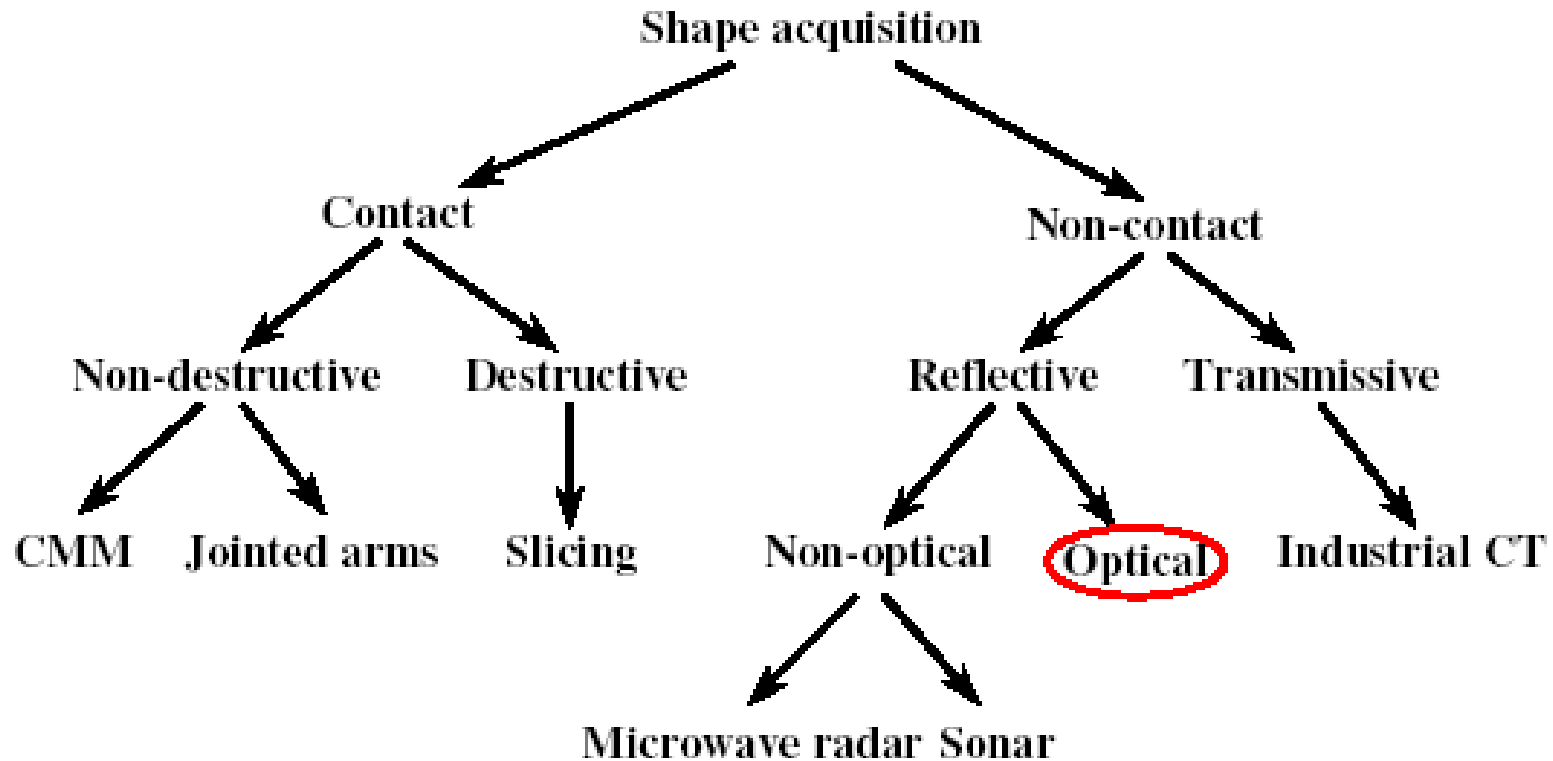 Shape acquisition
Contact
Non-contact
Non-destructive
Destructive
Reflective
Transmissive
CMM
Jointed arms
Slicing
Non-optical
Optical
Industrial CT
Microwave radar
Sonar